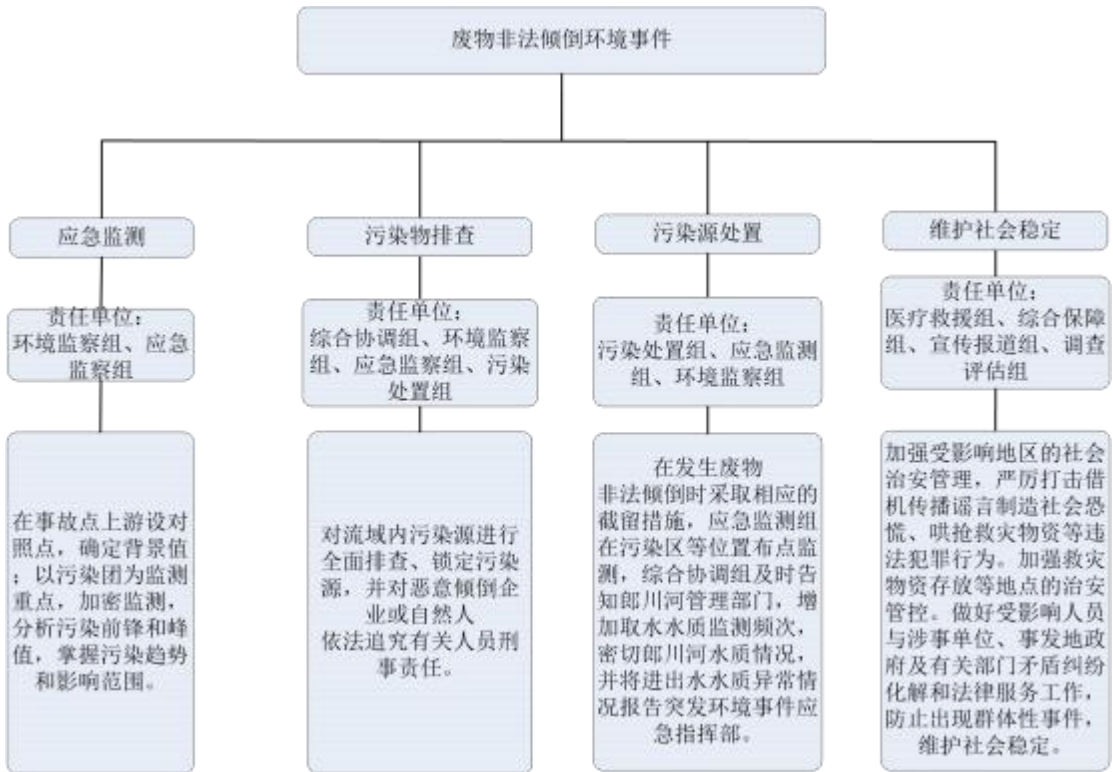 废物非法倾倒环境事件
应急监测
责任单位:
环境监察组、应急
监察组
在事故点上游设对
照点，确定背景值
；以污染团为监测
重点，加密监测，
分析污染前锋和峰
值，掌握污染趋势
和影响范围。
污染物排查
责任单位:
综合协调组、环境监察
组、应急监察组、污染
处置组
对流域内污染源进行
全面排查、锁定污染
源，并对恶意倾倒企
业或自然人
依法追究有关人员刑
事责任。
污染源处置
责任单位:
污染处置组、应急监测
组、环境监察组
在发生废物
非法倾倒时采取相应的
截留措施，应急监测组
在污染区等位置布点监
测，综合协调组及时告
知郎川河管理部门，增
加取水水质监测频次，
密切郎川河水质情况，
并将进出水水质异常情
况报告突发环境事件应
急指挥部。
维护社会稳定
责任单位:
医疗救援组、综合保障
组、宣传报道组、调查
评估组
加强受影响地区的社会
治安管理，严厉打击借
机传播谣言制造社会恐
慌、哄抢救灾物资等违
法犯罪行为。加强救灾
物资存放等地点的治安
管控。做好受影响人员
与涉事单位、事发地政
府及有关部门矛盾纠纷
化解和法律服务工作，
防止出现群体性事件，
维护社会稳定。